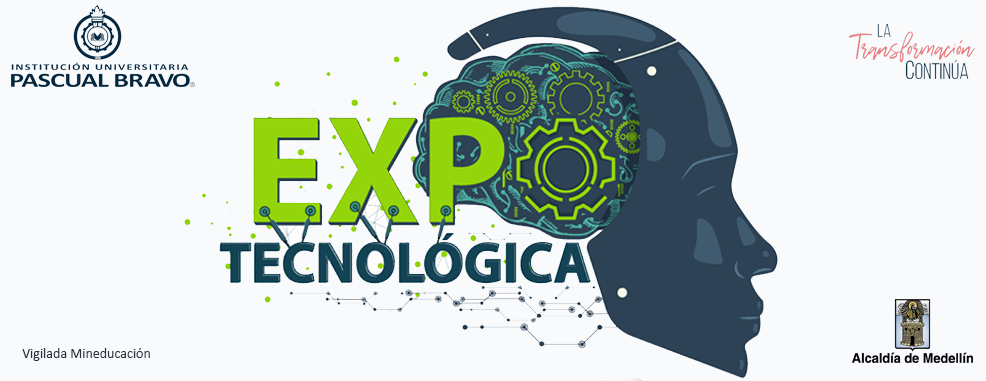 INSTITUCIÓN UNIVERSITARIA
PASCUAL BRAVO®
LA
Transformación
CONTINÚA
EXPO
TECNOLÓGICA
Vigilada Mineducación
Alcaldía de Medellín